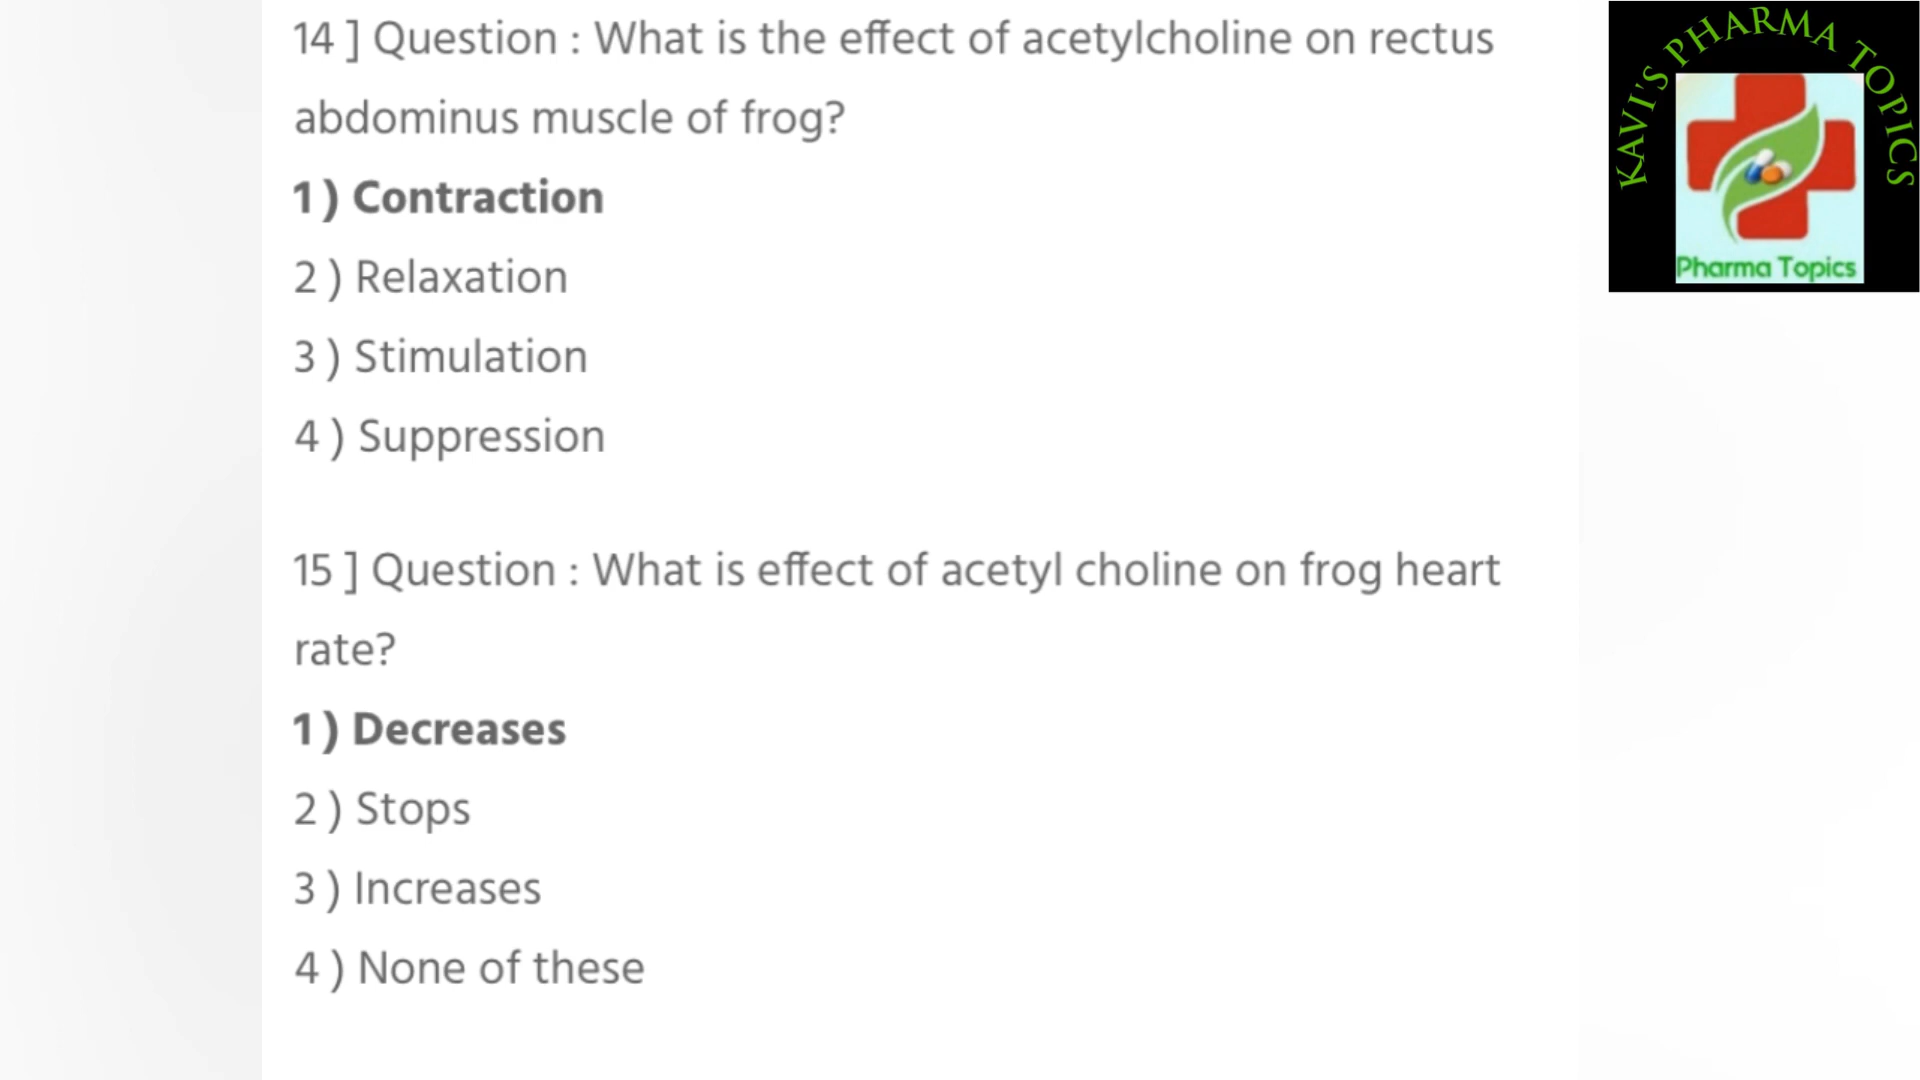 14 ] Question : What is the effect of acetylcholine on rectus
abdominus muscle of frog?
1 ) Contraction
2 ) Relaxation
3 ) Stimulation
4 ) Suppression
15 ] Question : What is effect of acetyl choline on frog heart
rate?
1 ) Decreases
2 ) Stops
3 ) Increases
4 ) None of these
KAVI'S PHARMA TOPICS
Pharma Topics